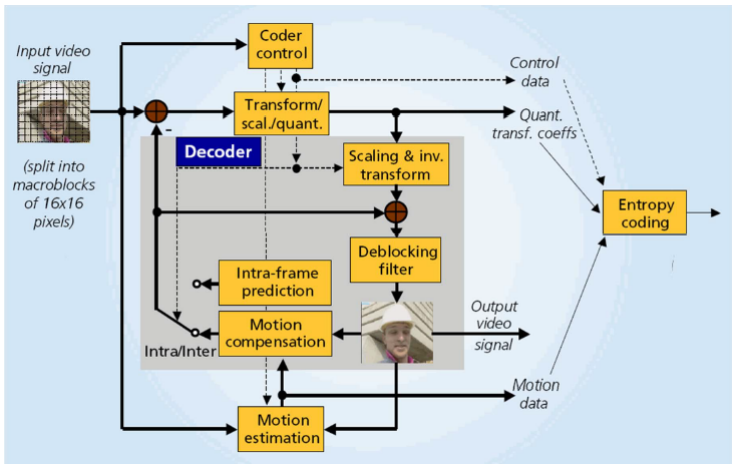 Input video
signal
(split into
macroblocks
of 16x16
pixels)
Coder
control
Control
data
Transform/
scal./quant.
Quant.
transf. coeffs
-
Decoder
Scaling & inv.
transform
Entropy
coding
Deblocking
filter
Intra-frame
prediction
Output
video
signal
Motion
compensation
Intra/Inter
Motion
data
Motion
estimation